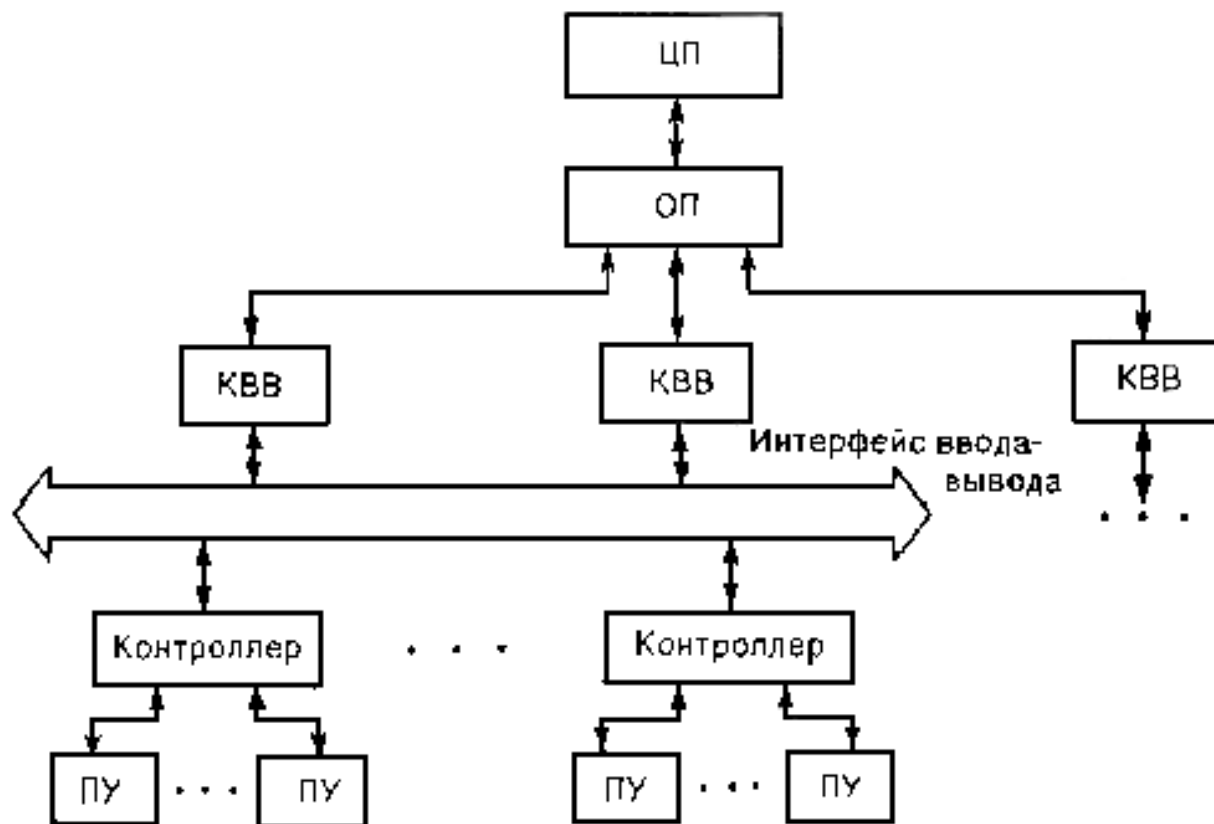 ЦП
ОП
КВВ
КВВ
КВВ
Интерфейс ввода-
вывода
Контроллер
Контроллер
ПУ
ПУ
ПУ
ПУ